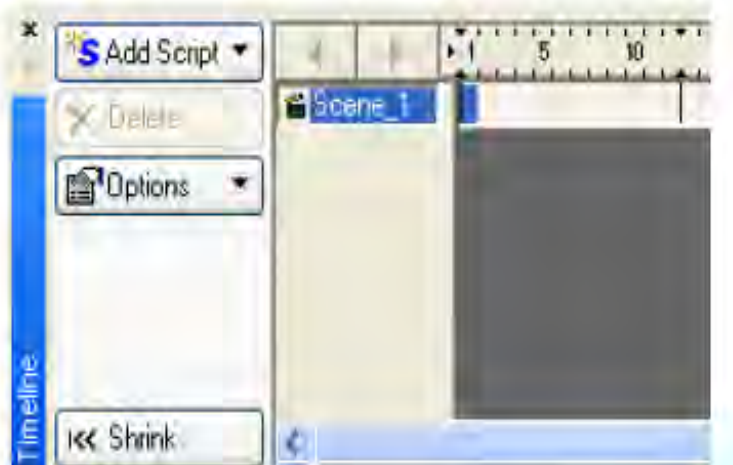 Add Script
1 5 10
Scene_1
Delete
Options
Timeline
Shrink